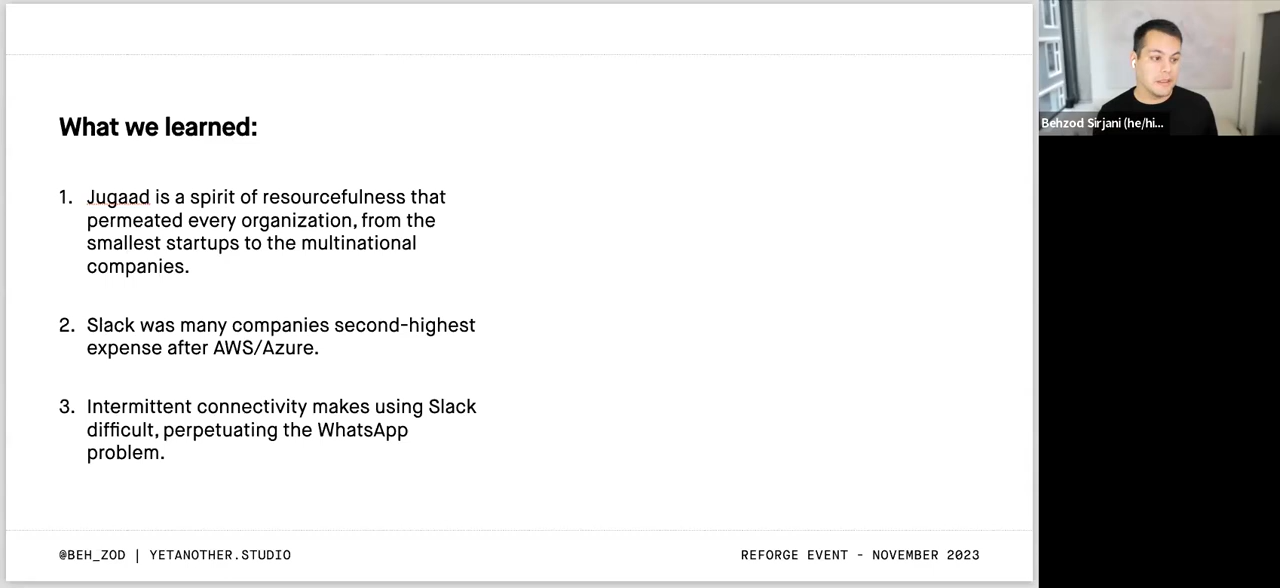 What we learned:
1. Jugaad is a spirit of resourcefulness that
permeated every organization, from the
smallest startups to the multinational
companies.
2. Slack was many companies second-highest
expense after AWS/Azure.
3. Intermittent connectivity makes using Slack
difficult, perpetuating the WhatsApp
problem.
@BEH_ZOD | YETANOTHER.STUDIO
REFORGE EVENT - NOVEMBER 2023
Behzod Sirjani (he/hi...